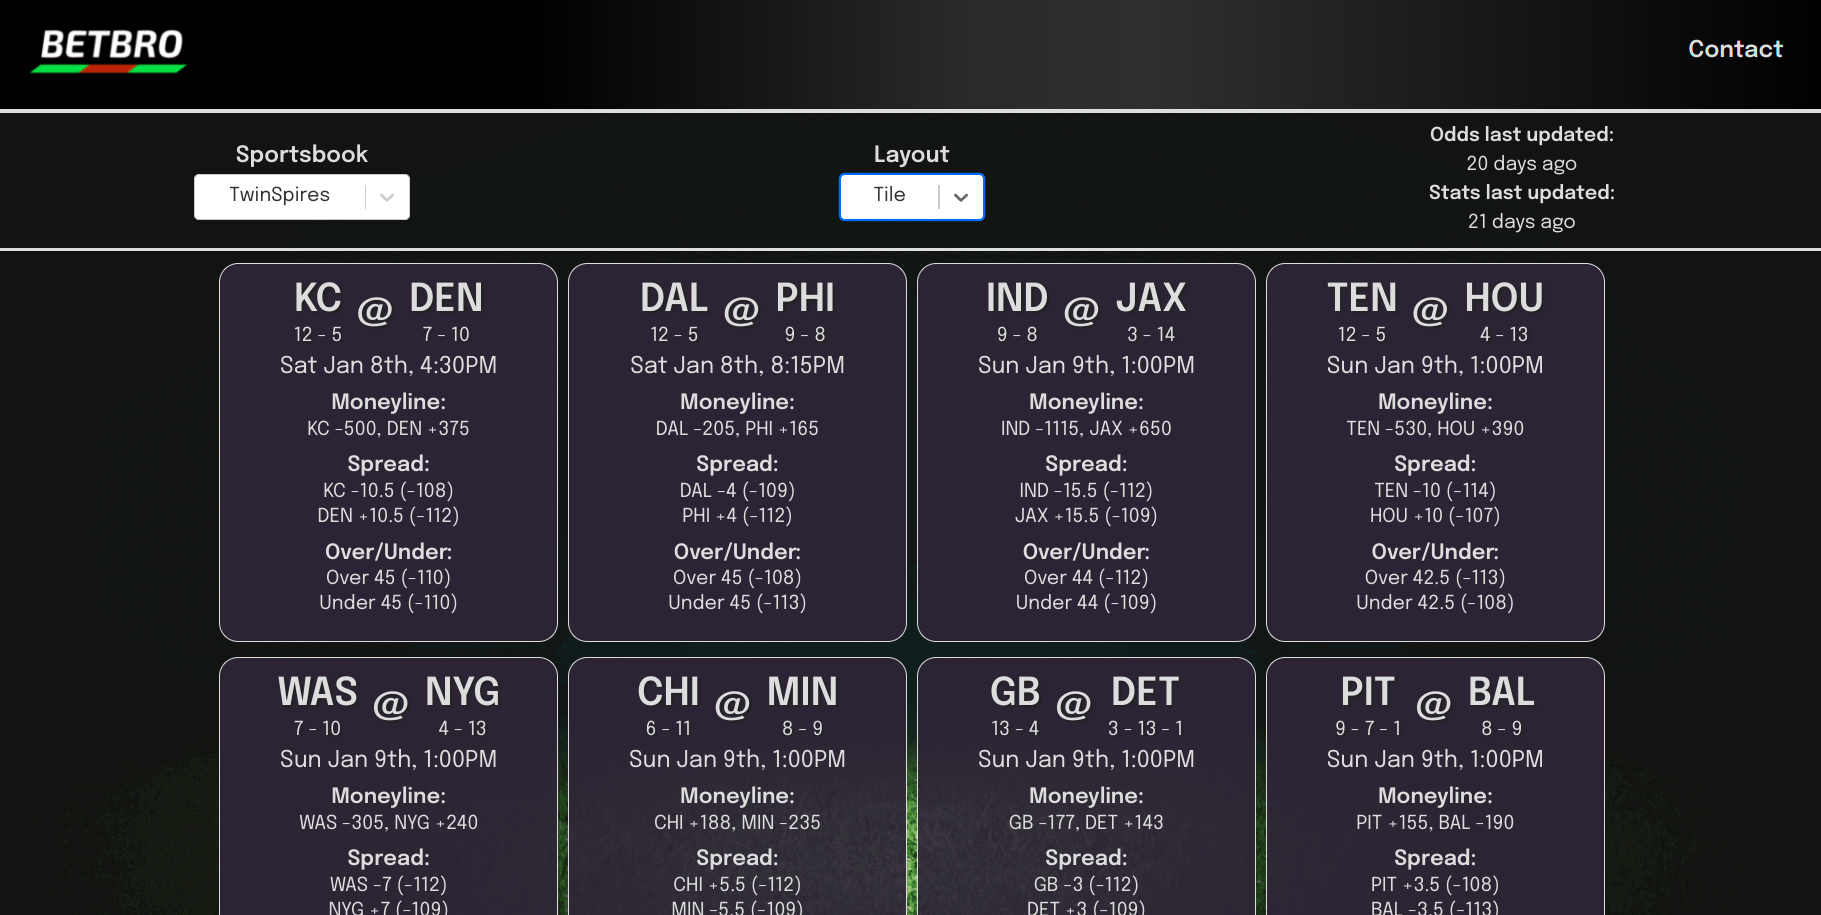 BETBRO
Contact
Sportsbook
TwinSpires
Layout
Tile
Odds last updated:
20 days ago
Stats last updated:
21 days ago
KC @ DEN
12 - 5 7 - 10
Sat Jan 8th, 4:30PM
Moneyline:
KC -500, DEN +375
Spread:
KC -10.5 (-108)
DEN +10.5 (-112)
Over/Under:
Over 45 (-110)
Under 45 (-110)
DAL @ PHI
12 - 5 9 - 8
Sat Jan 8th, 8:15PM
Moneyline:
DAL -205, PHI +165
Spread:
DAL -4 (-109)
PHI +4 (-112)
Over/Under:
Over 45 (-108)
Under 45 (-113)
IND @ JAX
9 - 8 3 - 14
Sun Jan 9th, 1:00PM
Moneyline:
IND -1115, JAX +650
Spread:
IND -15.5 (-112)
JAX +15.5 (-109)
Over/Under:
Over 44 (-112)
Under 44 (-109)
TEN @ HOU
12 - 5 4 - 13
Sun Jan 9th, 1:00PM
Moneyline:
TEN -530, HOU +390
Spread:
TEN -10 (-114)
HOU +10 (-107)
Over/Under:
Over 42.5 (-113)
Under 42.5 (-108)
WAS @ NYG
7 - 10 4 - 13
Sun Jan 9th, 1:00PM
Moneyline:
WAS -305, NYG +240
Spread:
WAS -7 (-112)
NYG +7 (-109)
CHI @ MIN
6 - 11 8 - 9
Sun Jan 9th, 1:00PM
Moneyline:
CHI +188, MIN -235
Spread:
CHI +5.5 (-112)
MIN -5.5 (-109)
GB @ DET
13 - 4 3 - 13 - 1
Sun Jan 9th, 1:00PM
Moneyline:
GB -177, DET +143
Spread:
GB -3 (-112)
DET +3 (-109)
PIT @ BAL
9 - 7 - 1 8 - 9
Sun Jan 9th, 1:00PM
Moneyline:
PIT +155, BAL -190
Spread:
PIT +3.5 (-108)
BAL -3.5 (-113)